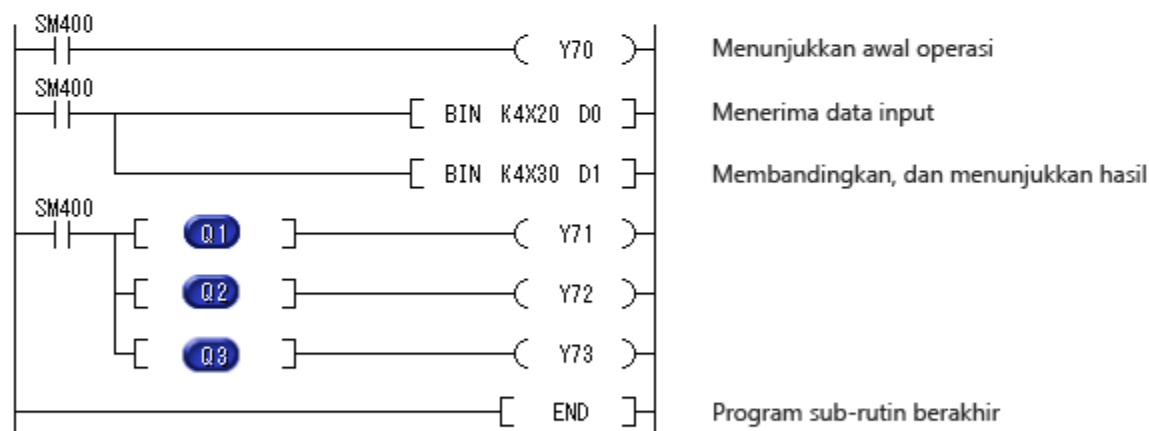 SM400
Y70 Menunjukkan awal operasi
SM400
BIN K4X20 D0 Menerima data input
BIN K4X30 D1 Membandingkan, dan menunjukkan hasil
SM400
Q1 Y71
Q2 Y72
Q3 Y73
END Program sub-rutin berakhir